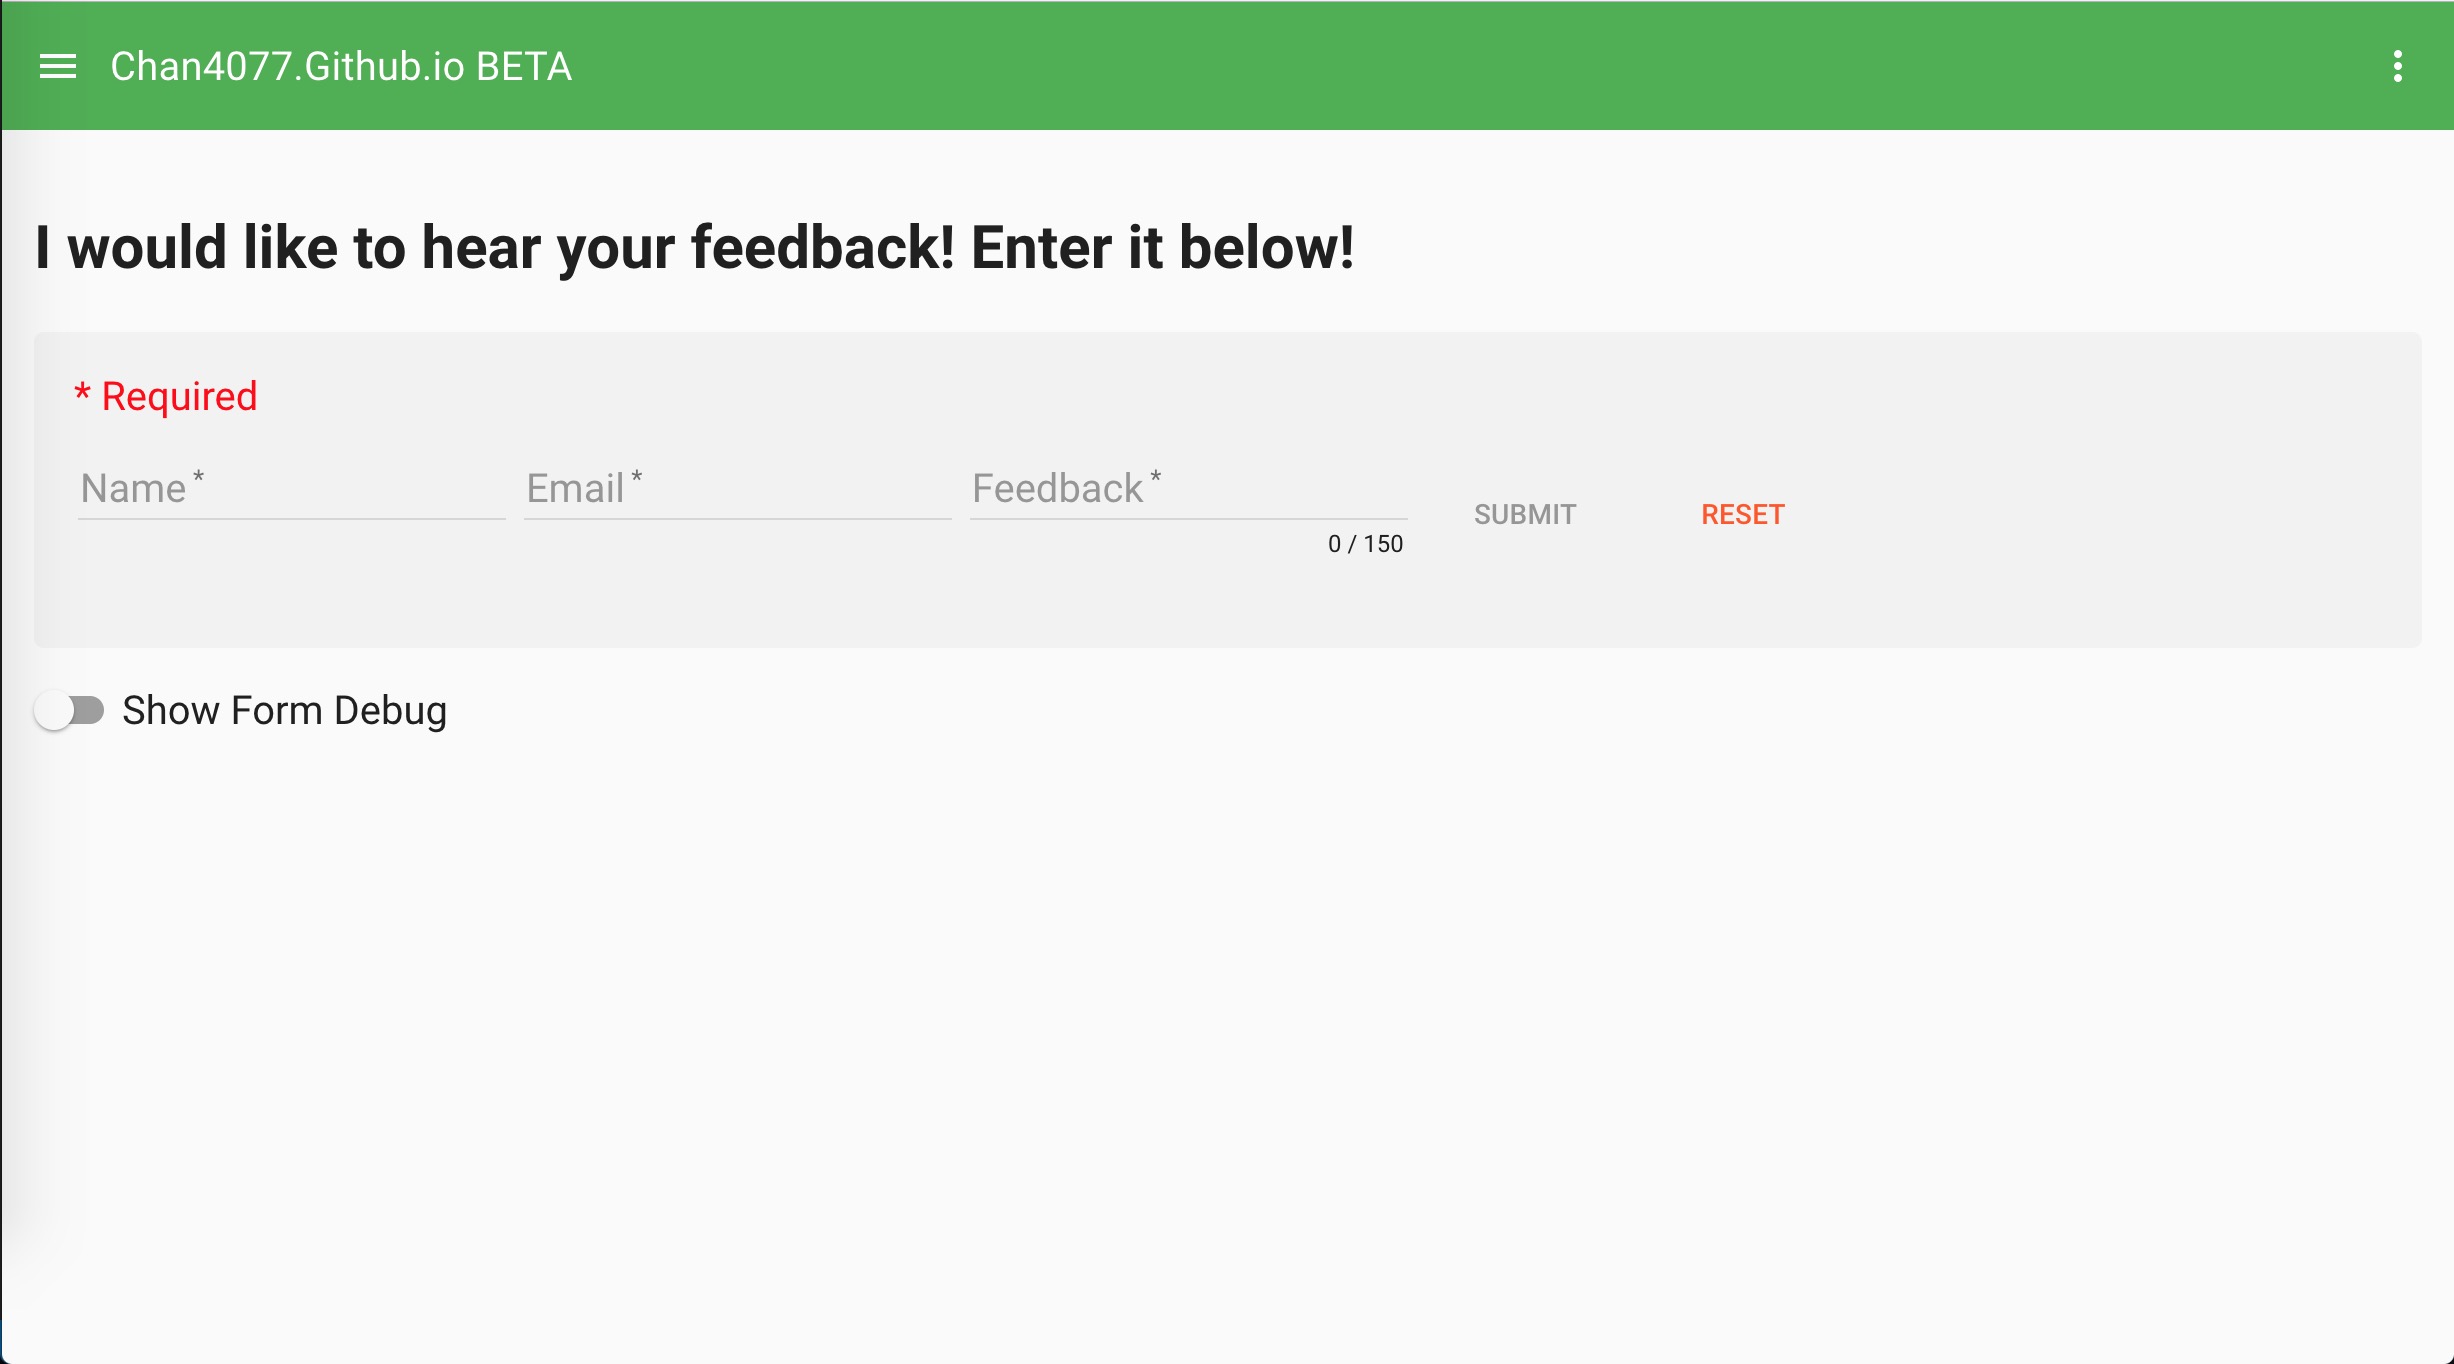 Chan4077.Github.io BETA
I would like to hear your feedback! Enter it below!
* Required
Name * Email * Feedback * SUBMIT RESET
0 / 150
Show Form Debug